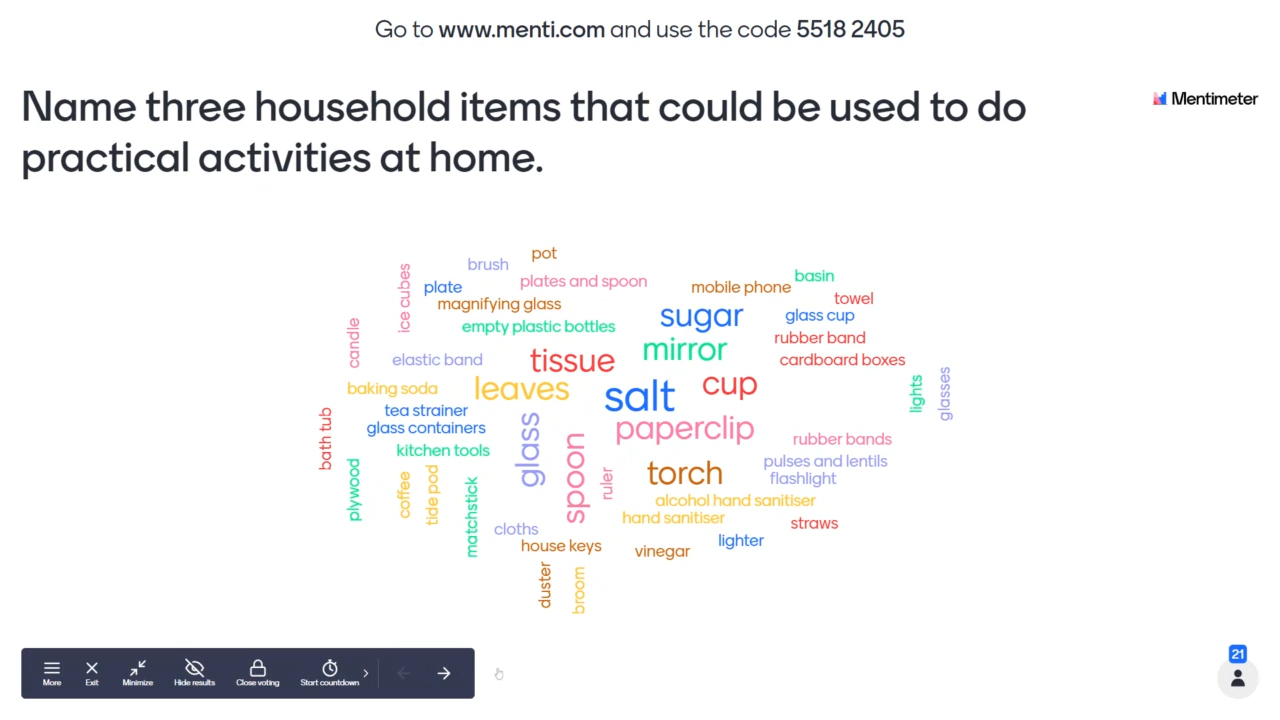 Go to www.menti.com and use the code 5518 2405
Name three household items that could be used to do
practical activities at home.
Mentimeter
pot
brush
ice cubes
plate
plates and spoon
mobile phone
basin
magnifying glass
towel
sugar
glass cup
candle
empty plastic bottles
rubber band
mirror
elastic band
tissue
cardboard boxes
baking soda
leaves
salt
cup
lights
glasses
tea strainer
bath tub
glass containers
glass
spoon
paperclip
rubber bands
kitchen tools
pulses and lentils
plywood
coffee
tide pod
matchstick
ruler
torch
flashlight
alcohol hand sanitiser
hand sanitiser
straws
cloths
house keys
vinegar
lighter
duster
broom
More
Exit
Minimize
Hide results
Close voting
Start countdown
21